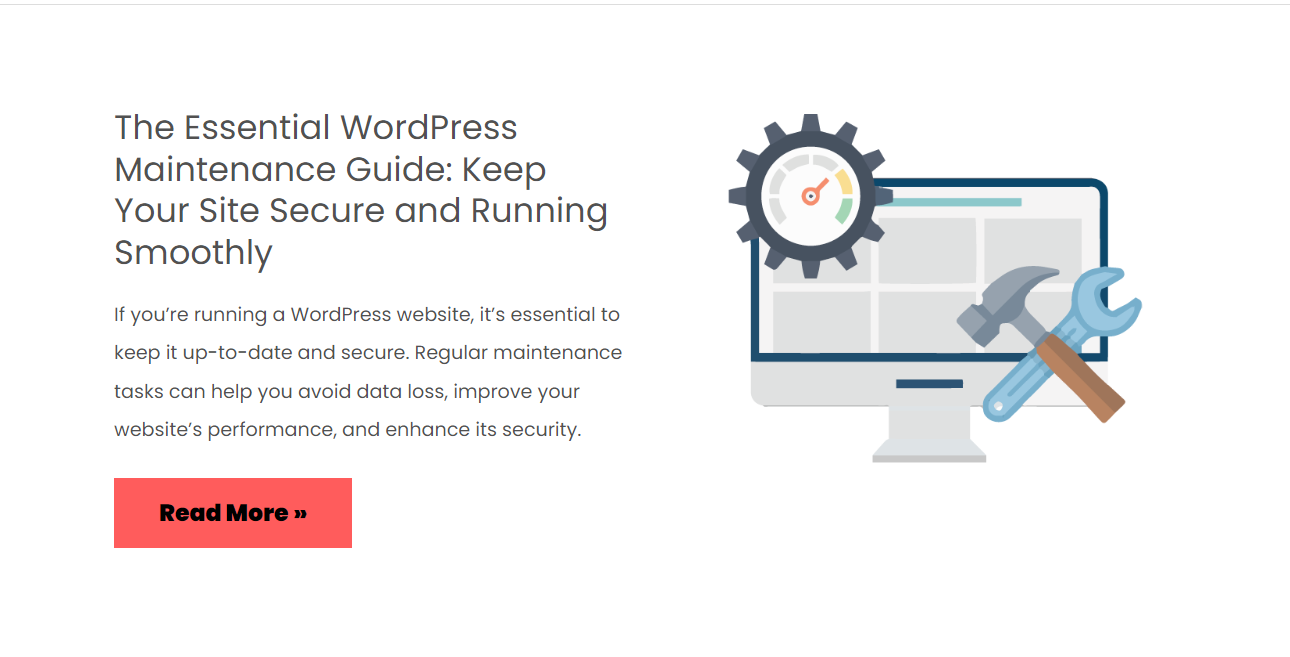 The Essential WordPress
Maintenance Guide: Keep
Your Site Secure and Running
Smoothly
If you’re running a WordPress website, it’s essential to
keep it up-to-date and secure. Regular maintenance
tasks can help you avoid data loss, improve your
website’s performance, and enhance its security.
Read More »